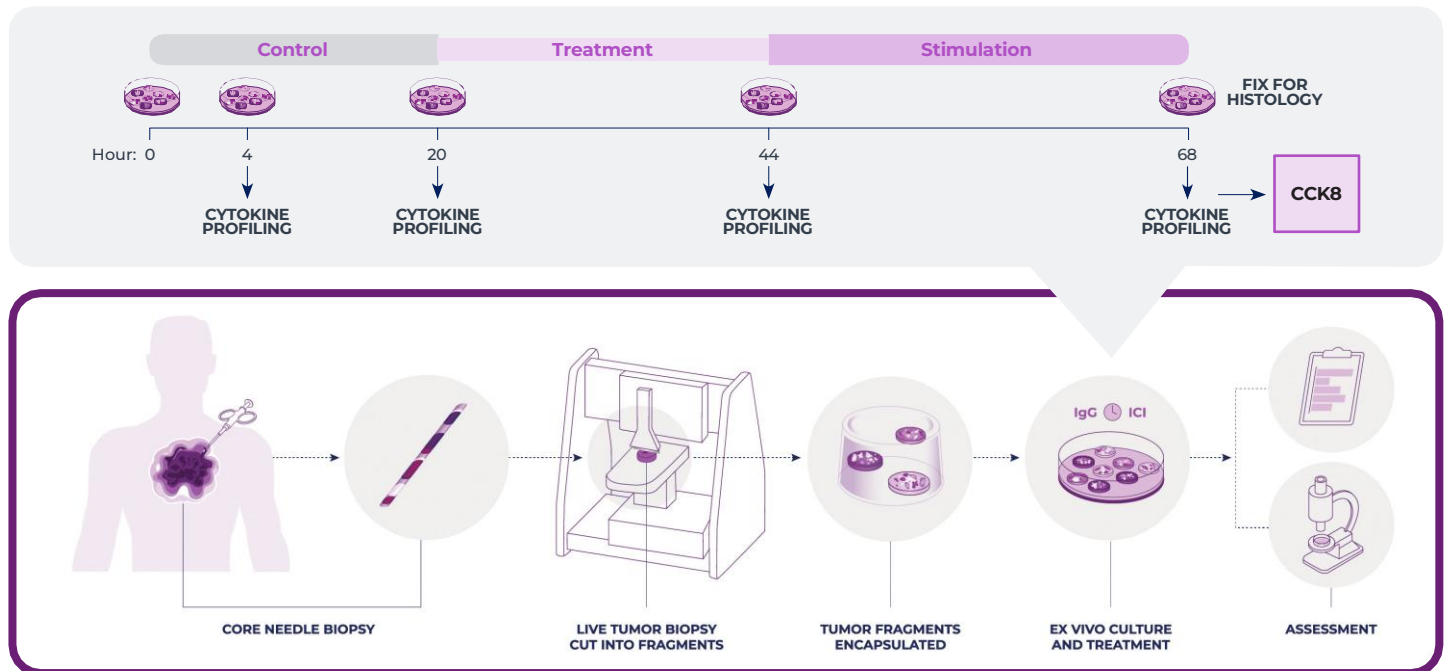 Control Treatment Stimulation
FIX FOR
HISTOLOGY
Hour: 0 4 20 44 68
CCK8
CYTOKINE CYTOKINE CYTOKINE CYTOKINE
PROFILING PROFILING PROFILING PROFILING
IgG ICI
CORE NEEDLE BIOPSY LIVE TUMOR BIOPSY TUMOR FRAGMENTS EX VIVO CULTURE ASSESSMENT
CUT INTO FRAGMENTS ENCAPSULATED AND TREATMENT